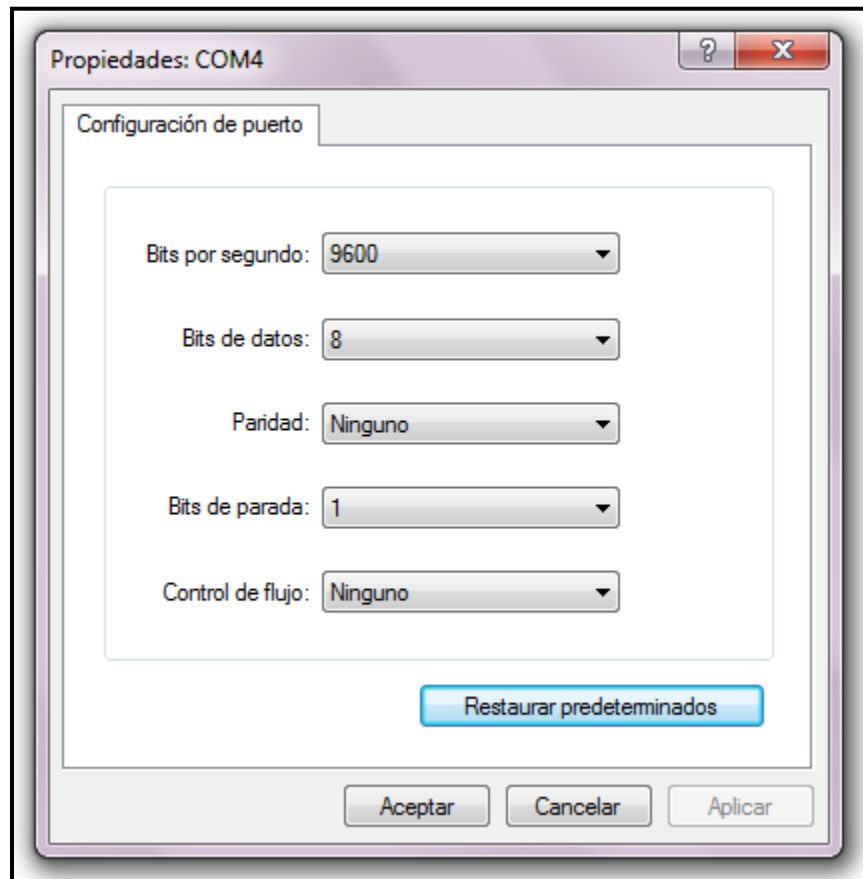 Propiedades: COM4
Configuración de puerto
Bits por segundo: 9600
Bits de datos: 8
Paridad: Ninguno
Bits de parada: 1
Control de flujo: Ninguno
Restaurar predeterminados
Aceptar Cancelar Aplicar